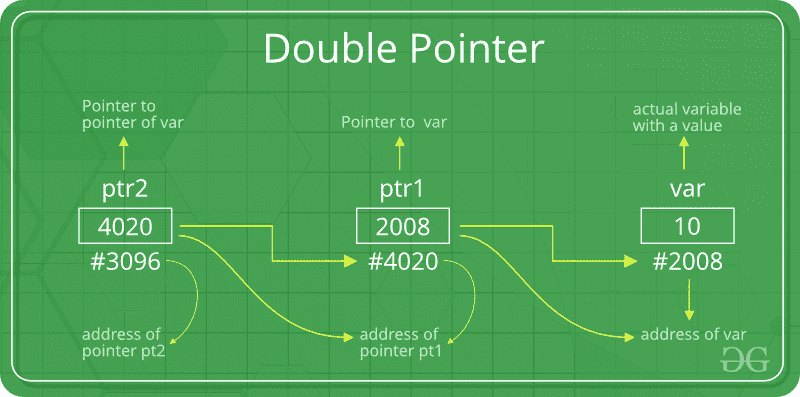 Double Pointer
Pointer to
pointer of var
Pointer to var
actual variable
with a value
ptr2
ptr1
var
4020
2008
10
#3096
#4020
#2008
address of
pointer pt2
address of
pointer pt1
address of var
GG